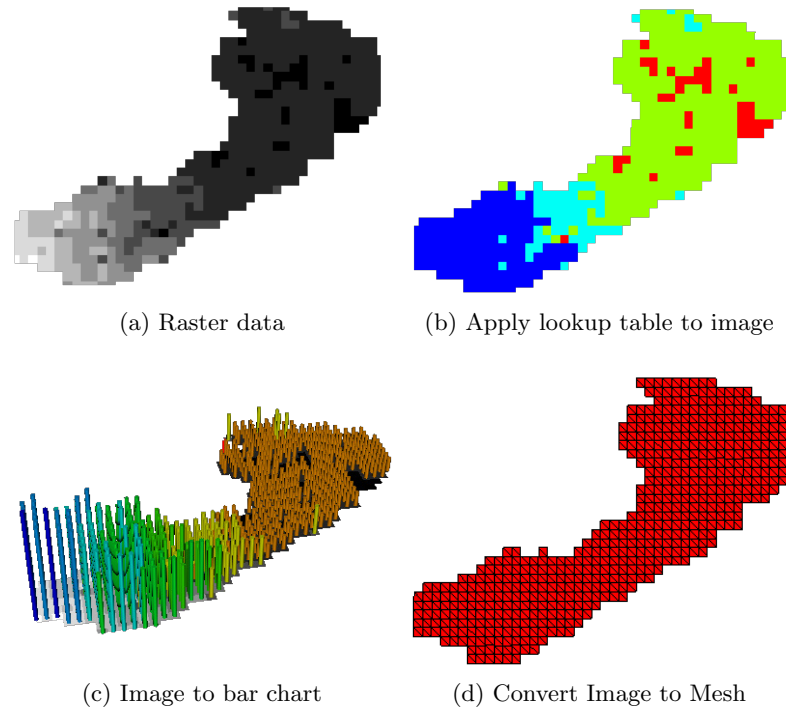 (a) Raster data
(b) Apply lookup table to image
(c) Image to bar chart
(d) Convert Image to Mesh